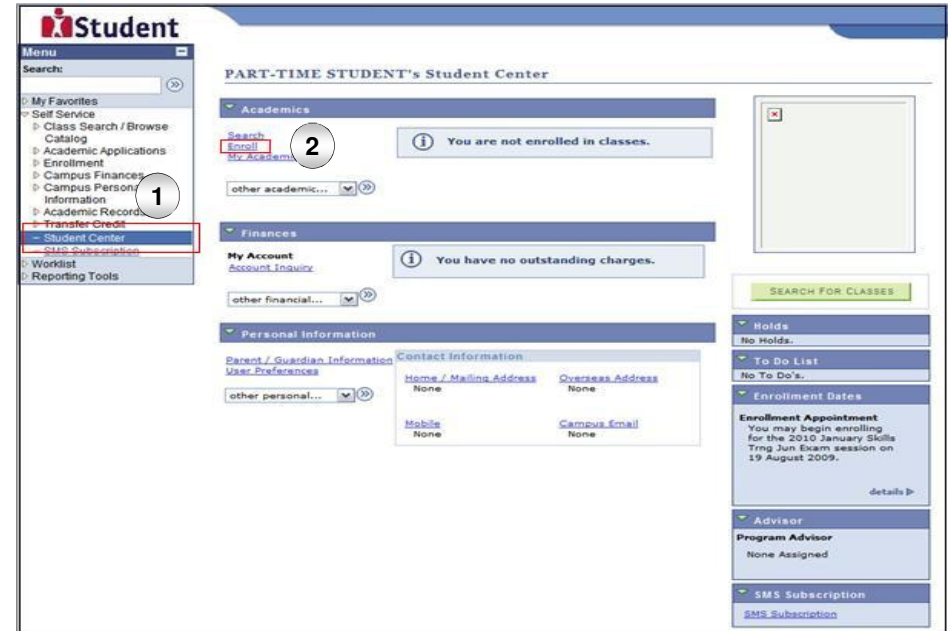 iStudent
Menu
Search:
My Favorites
Self Service
Class Search / Browse
Catalog
Academic Applications
Enrollment
Campus Finances
Campus Persona
Information
Academic Records
Transfer Credit
Student Center
SMS Subscription
Worklist
Reporting Tools
1
PART-TIME STUDENT's Student Center
Academics
Search
Enroll
My Academi
2
You are not enrolled in classes.
other academic...
Finances
My Account
Account Inquiry
You have no outstanding charges.
other financial...
Personal Information
Parent / Guardian Information
User Preferences
other personal...
Contact Information
Home / Mailing Address
None
Overseas Address
None
Mobile
None
Campus Email
None
SEARCH FOR CLASSES
Holds
No Holds.
To Do List
No To Do's.
Enrollment Dates
Enrollment Appointment
You may begin enrolling
for the 2010 January Skills
Trng Jun Exam session on
19 August 2009.
details
Advisor
Program Advisor
None Assigned
SMS Subscription
SMS Subscription